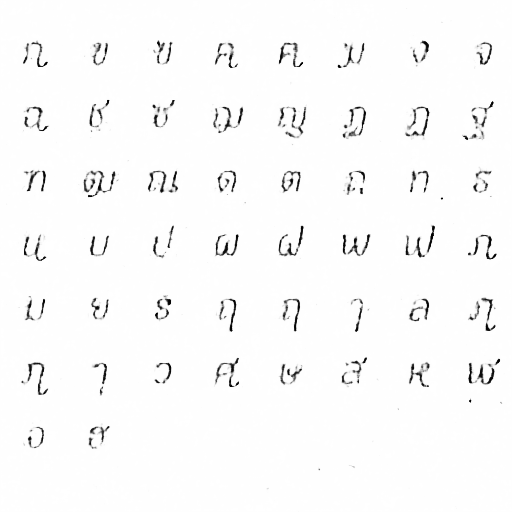 ก ข ฃ ค ฅ ฆ ง จ
ฉ ช ซ ฌ ญ ฎ ฏ ฐ
ฑ ฒ ณ ด ต ถ ท ธ
น บ ป ผ ฝ พ ฟ ภ
ม ย ร ฤ ฤ า ล ฦ
ฦ ๅ ว ศ ษ ส ห ฬ
อ ฮ